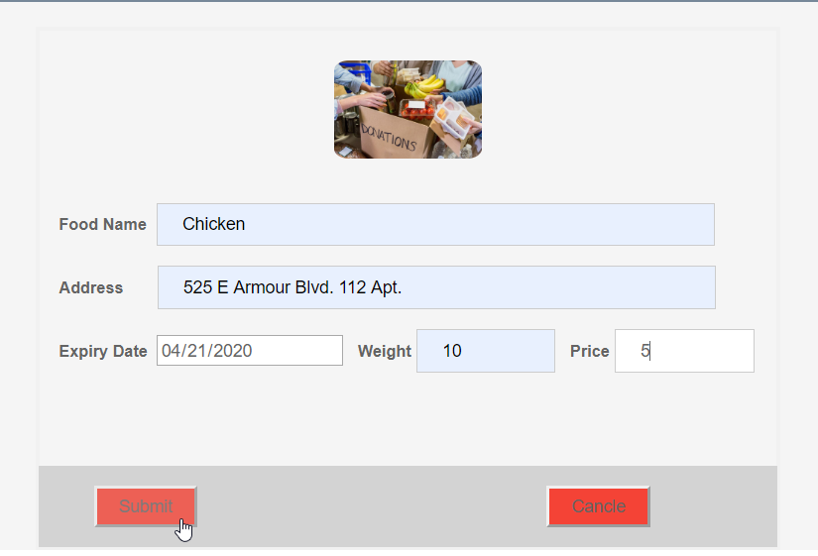 DONATIONS
Food Name Chicken
Address 525 E Armour Blvd. 112 Apt.
Expiry Date 04/21/2020 Weight 10 Price 5
Submit Cancle